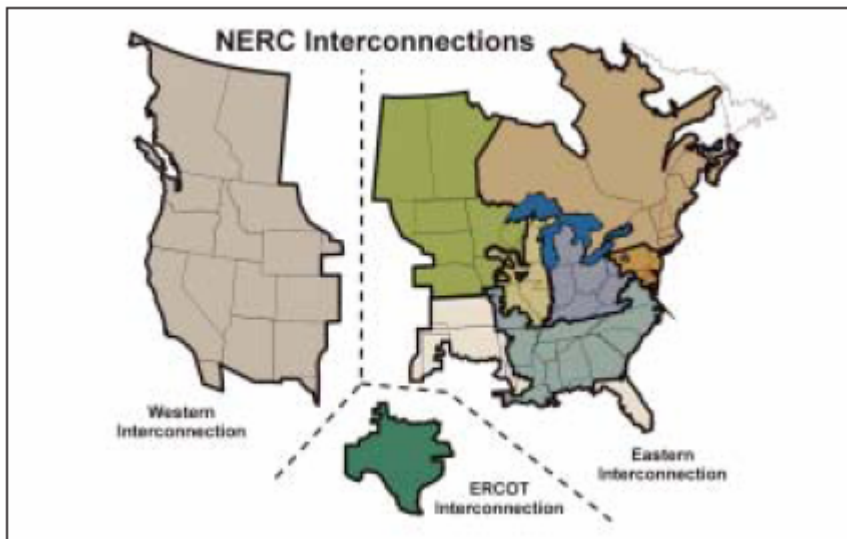 NERC Interconnections
Western
Interconnection
ERCOT
Interconnection
Eastern
Interconnection